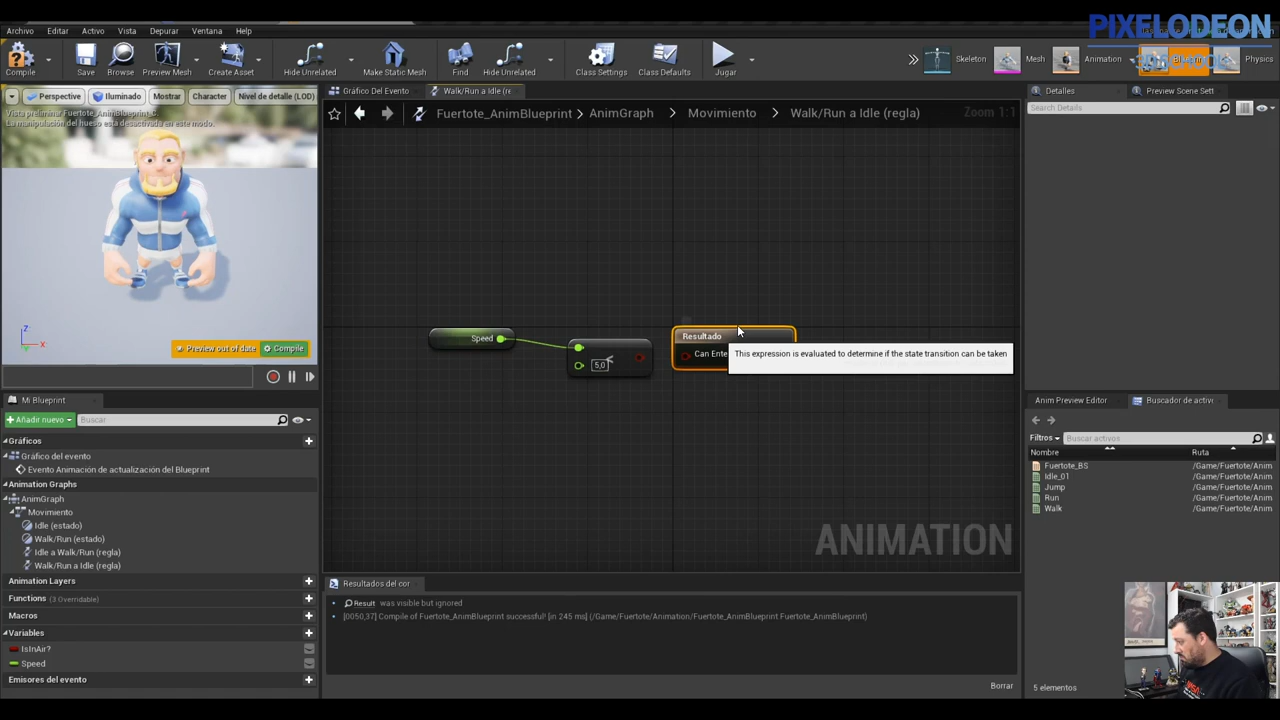 PIXELODEON
Archivo Editar Activo Vista Depurar Ventana Help
Compile Save Browse Preview Mesh Create Asset Hide Unrelated Make Static Mesh Find Hide Unrelated Class Settings Class Defaults Jugar Skeleton Mesh Animation Blueprint Physics
Perspective Iluminado Mostrar Character Nivel de detalle (LOD)
Vista preliminar Fuertote_AnimBlueprint_C.
La manipulación del hueso está desactivada en este modo.
Z
X
Preview out of date Compile
Gráfico Del Evento Walk/Run a Idle (re
Fuertote_AnimBlueprint > AnimGraph > Movimiento > Walk/Run a Idle (regla) Zoom 1:1
Speed
5,0 <
Resultado
Can Ente
This expression is evaluated to determine if the state transition can be taken
ANIMATION
Detalles Preview Scene Sett
Search Details
Mi Blueprint
+Añadir nuevo Buscar
Gráficos
Gráfico del evento
Evento Animación de actualización del Blueprint
Animation Graphs
AnimGraph
Movimiento
Idle (estado)
Walk/Run (estado)
Idle a Walk/Run (regla)
Walk/Run a Idle (regla)
Animation Layers
Functions (3 Overridable)
Macros
Variables
IsInAir?
Speed
Emisores del evento
Resultados del cor
Result was visible but ignored
[0050,37] Compile of Fuertote_AnimBlueprint successful! [in 245 ms] (/Game/Fuertote/Animation/Fuertote_AnimBlueprint.Fuertote_AnimBlueprint)
Borrar
Anim Preview Editor Buscador de activo
Filtros Buscar activos
Nombre Ruta
Fuertote_BS /Game/Fuertote/Anim
Idle_01 /Game/Fuertote/Anim
Jump /Game/Fuertote/Anim
Run /Game/Fuertote/Anim
Walk /Game/Fuertote/Anim
5 elementos